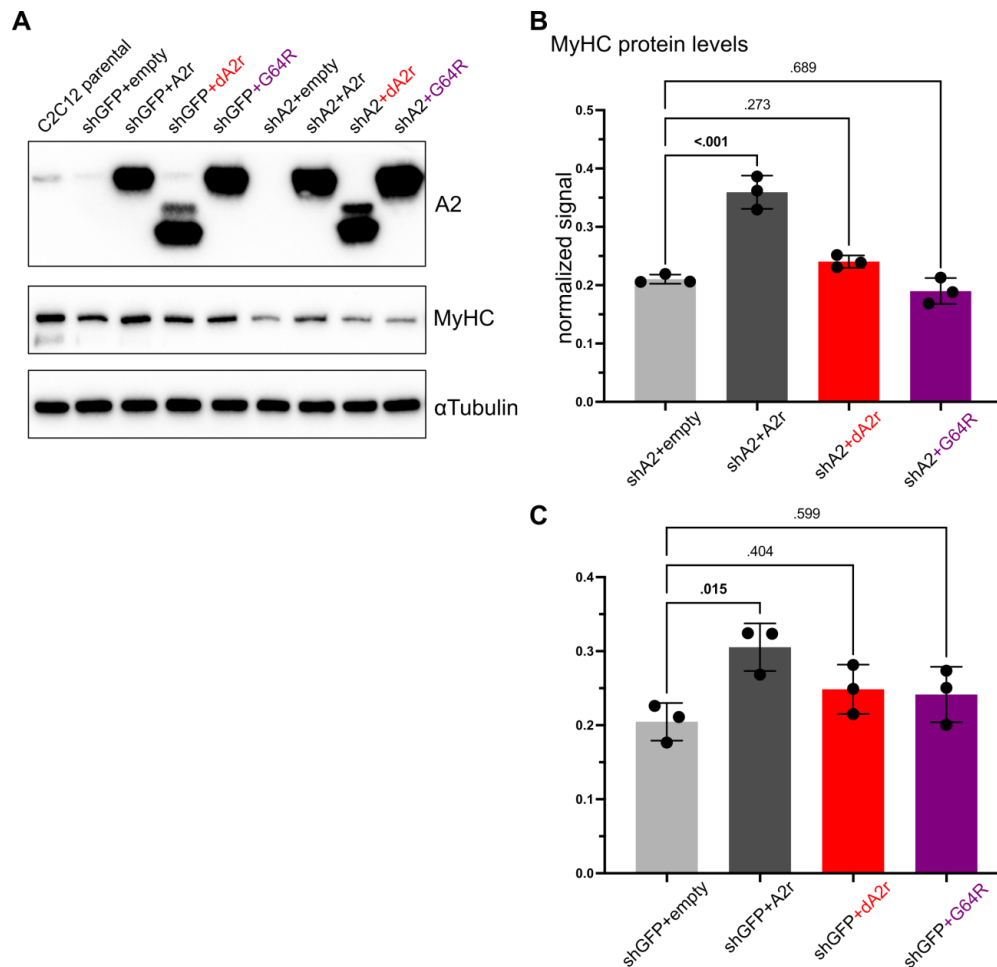 A
C2C12 parental
shGFP+empty
shGFP+A2r
shGFP+dA2r
shGFP+G64R
shA2+empty
shA2+A2r
shA2+dA2r
shA2+G64R
A2
MyHC
αTubulin
B
MyHC protein levels
.689
.273
<.001
0.5
0.4
0.3
0.2
0.1
0.0
normalized signal
shA2+empty
shA2+A2r
shA2+dA2r
shA2+G64R
C
.599
.404
.015
0.4
0.3
0.2
0.1
0.0
shGFP+empty
shGFP+A2r
shGFP+dA2r
shGFP+G64R